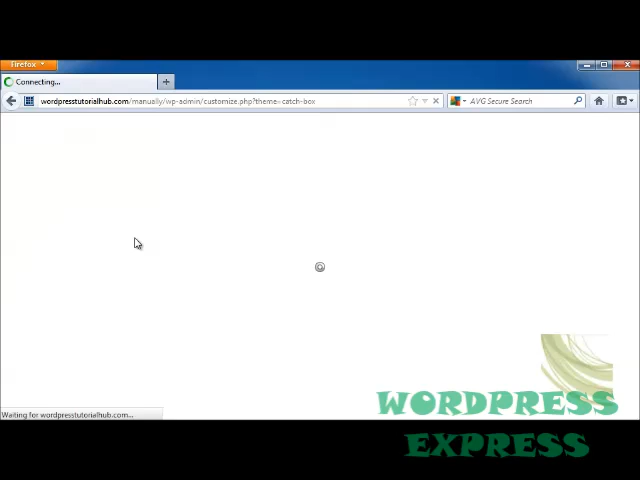 Firefox
Connecting...
wordpresstutorialhub.com/manually/wp-admin/customize.php?theme=catch-box
AVG Secure Search
Waiting for wordpresstutorialhub.com...
WORDPRESS
EXPRESS